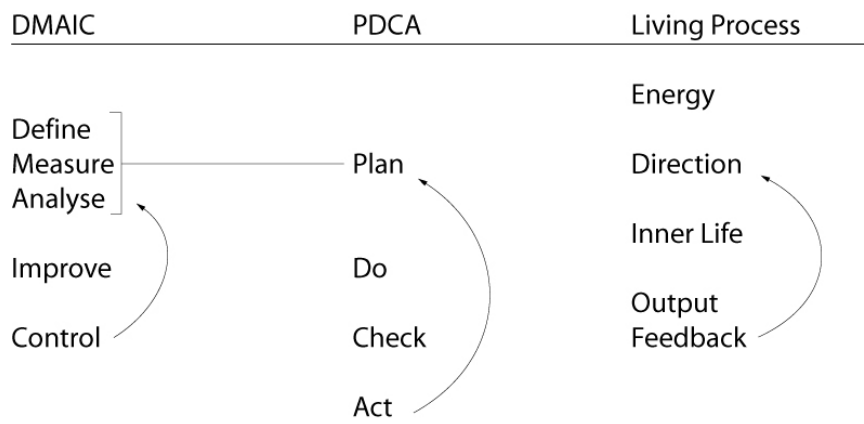 DMAIC
Define
Measure
Analyse
Improve
Control
PDCA
Plan
Do
Check
Act
Living Process
Energy
Direction
Inner Life
Output
Feedback